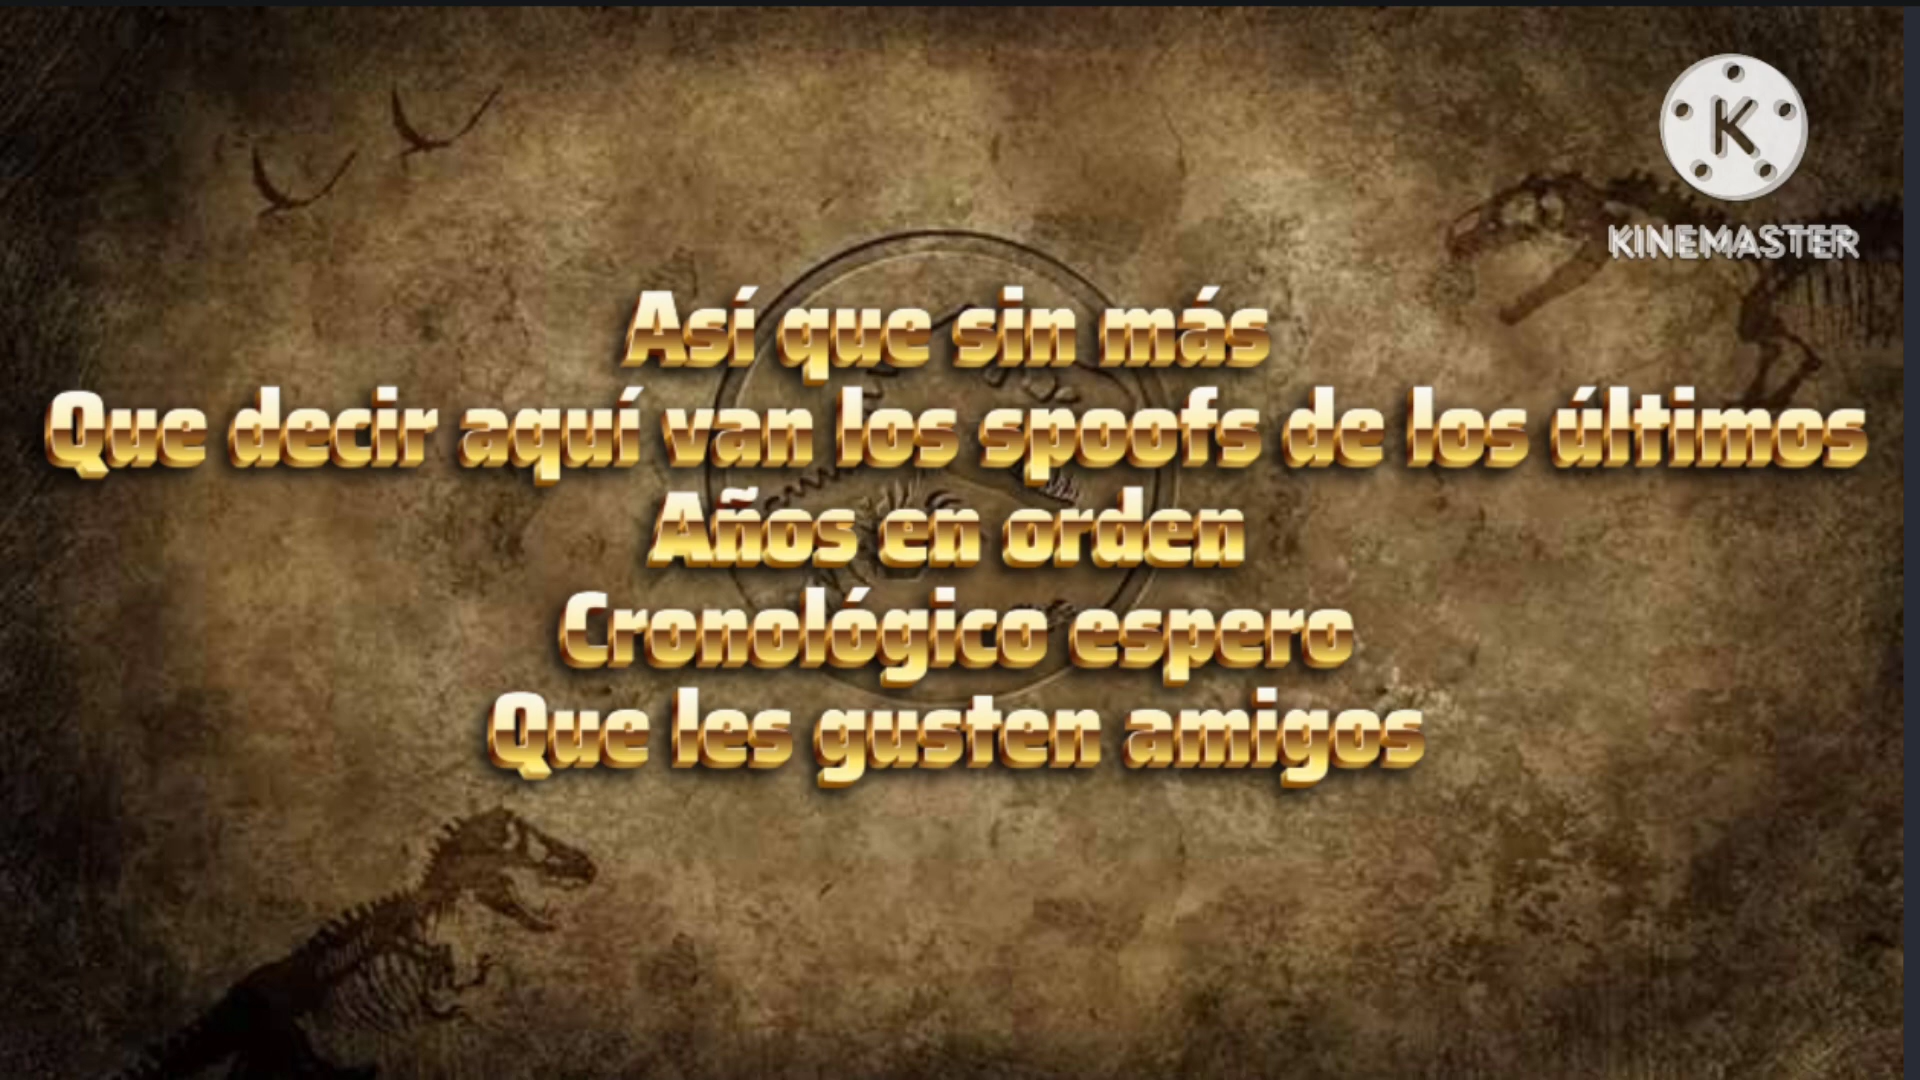 K
KINEMASTER
Así que sin más
Que decir aquí van los spoofs de los últimos
Años en orden
Cronológico espero
Que les gusten amigos